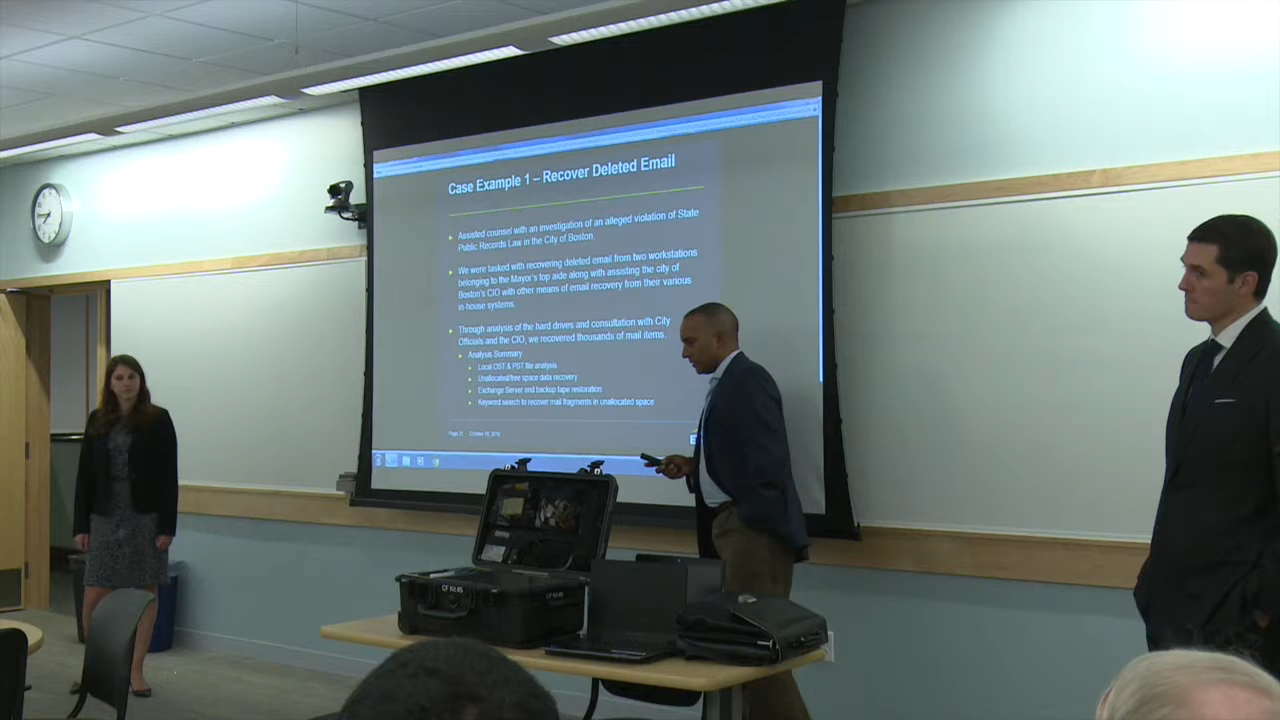 Case Example 1 – Recover Deleted Email
Assisted counsel with an investigation of an alleged violation of State
Public Records Law in the City of Boston.
We were tasked with recovering deleted email from two workstations
belonging to the Mayor's top aide along with assisting the city of
Boston's CIO with other means of email recovery from their various
in-house systems.
Through analysis of the hard drives and consultation with City
Officials and the CIO, we recovered thousands of mail items.
Analysis Summary
Local OST & PST file analysis
Unallocated/free space data recovery
Exchange Server and backup tape restoration
Keyword search to recover mail fragments in unallocated space
Page 21